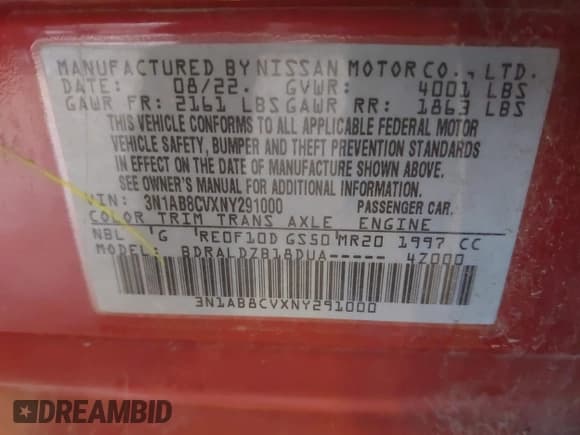 MANUFACTURED BY NISSAN MOTOR CO., LTD.
DATE: 08/22. GVWR: 4001 LBS
GAWR FR: 2161 LBS GAWR RR: 1863 LBS
THIS VEHICLE CONFORMS TO ALL APPLICABLE FEDERAL MOTOR
VEHICLE SAFETY, BUMPER AND THEFT PREVENTION STANDARDS
IN EFFECT ON THE DATE OF MANUFACTURE SHOWN ABOVE.
SEE OWNER'S MANUAL FOR ADDITIONAL INFORMATION.
VIN: 3N1AB8CVXNY291000 PASSENGER CAR.
COLOR TRIM TRANS AXLE ENGINE
NBL G RE0F10D GS50 MR20 1997 CC
MODEL: BDRALDZB18DUA----- 4Z000
3N1AB8CVXNY291000
DREAMBID